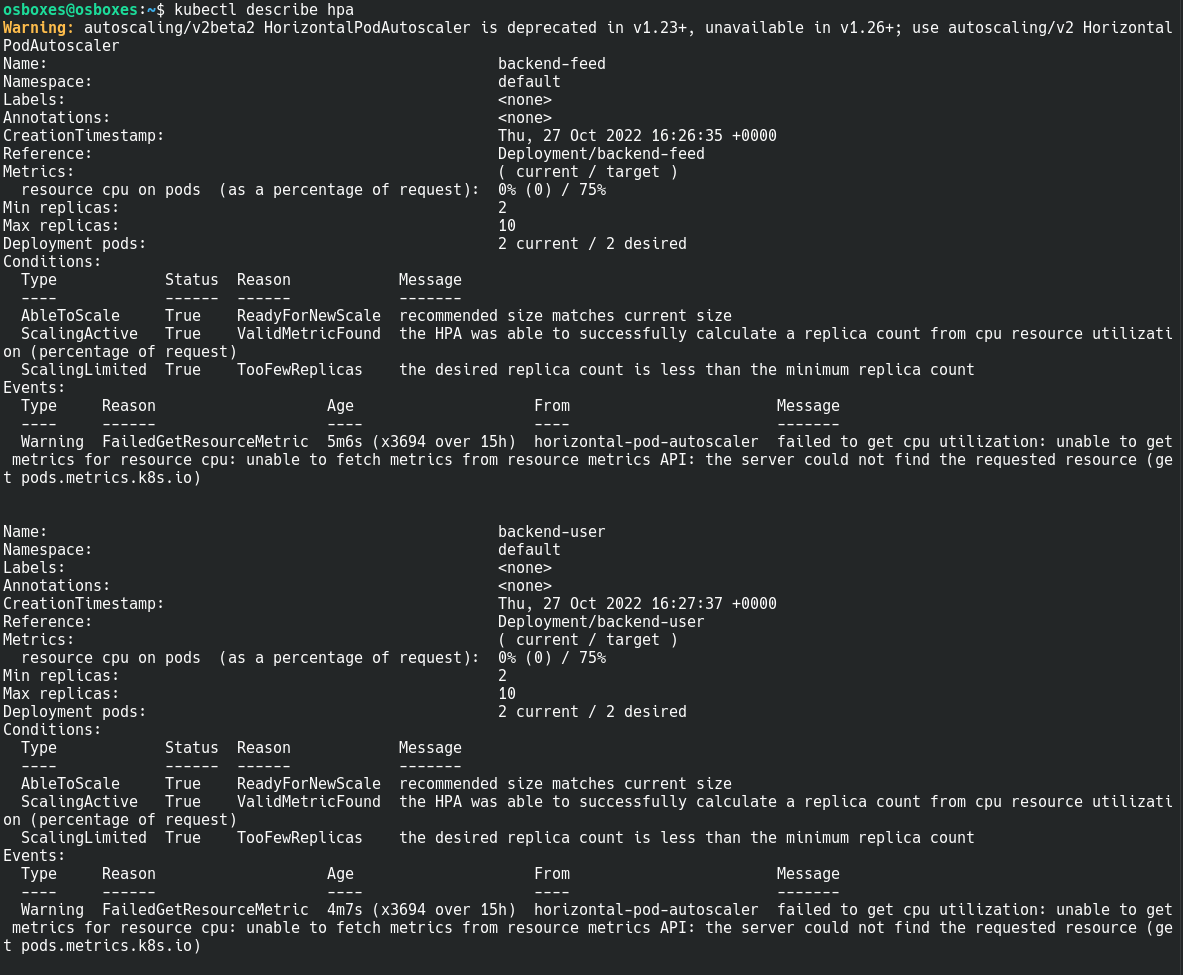 osboxes@osboxes:~$ kubectl describe hpa
Warning: autoscaling/v2beta2 HorizontalPodAutoscaler is deprecated in v1.23+, unavailable in v1.26+; use autoscaling/v2 Horizontal
PodAutoscaler
Name:                                                  backend-feed
Namespace:                                             default
Labels:                                                <none>
Annotations:                                           <none>
CreationTimestamp:                                     Thu, 27 Oct 2022 16:26:35 +0000
Reference:                                             Deployment/backend-feed
Metrics:                                               ( current / target )
  resource cpu on pods  (as a percentage of request):  0% (0) / 75%
Min replicas:                                          2
Max replicas:                                          10
Deployment pods:                                       2 current / 2 desired
Conditions:
  Type            Status  Reason            Message
  ----            ------  ------            -------
  AbleToScale     True    ReadyForNewScale  recommended size matches current size
  ScalingActive   True    ValidMetricFound  the HPA was able to successfully calculate a replica count from cpu resource utilizati
on (percentage of request)
  ScalingLimited  True    TooFewReplicas    the desired replica count is less than the minimum replica count
Events:
  Type     Reason                   Age                    From                       Message
  ----     ------                   ----                   ----                       -------
  Warning  FailedGetResourceMetric  5m6s (x3694 over 15h)  horizontal-pod-autoscaler  failed to get cpu utilization: unable to get
 metrics for resource cpu: unable to fetch metrics from resource metrics API: the server could not find the requested resource (ge
t pods.metrics.k8s.io)
Name:                                                  backend-user
Namespace:                                             default
Labels:                                                <none>
Annotations:                                           <none>
CreationTimestamp:                                     Thu, 27 Oct 2022 16:27:37 +0000
Reference:                                             Deployment/backend-user
Metrics:                                               ( current / target )
  resource cpu on pods  (as a percentage of request):  0% (0) / 75%
Min replicas:                                          2
Max replicas:                                          10
Deployment pods:                                       2 current / 2 desired
Conditions:
  Type            Status  Reason            Message
  ----            ------  ------            -------
  AbleToScale     True    ReadyForNewScale  recommended size matches current size
  ScalingActive   True    ValidMetricFound  the HPA was able to successfully calculate a replica count from cpu resource utilizati
on (percentage of request)
  ScalingLimited  True    TooFewReplicas    the desired replica count is less than the minimum replica count
Events:
  Type     Reason                   Age                    From                       Message
  ----     ------                   ----                   ----                       -------
  Warning  FailedGetResourceMetric  4m7s (x3694 over 15h)  horizontal-pod-autoscaler  failed to get cpu utilization: unable to get
 metrics for resource cpu: unable to fetch metrics from resource metrics API: the server could not find the requested resource (ge
t pods.metrics.k8s.io)